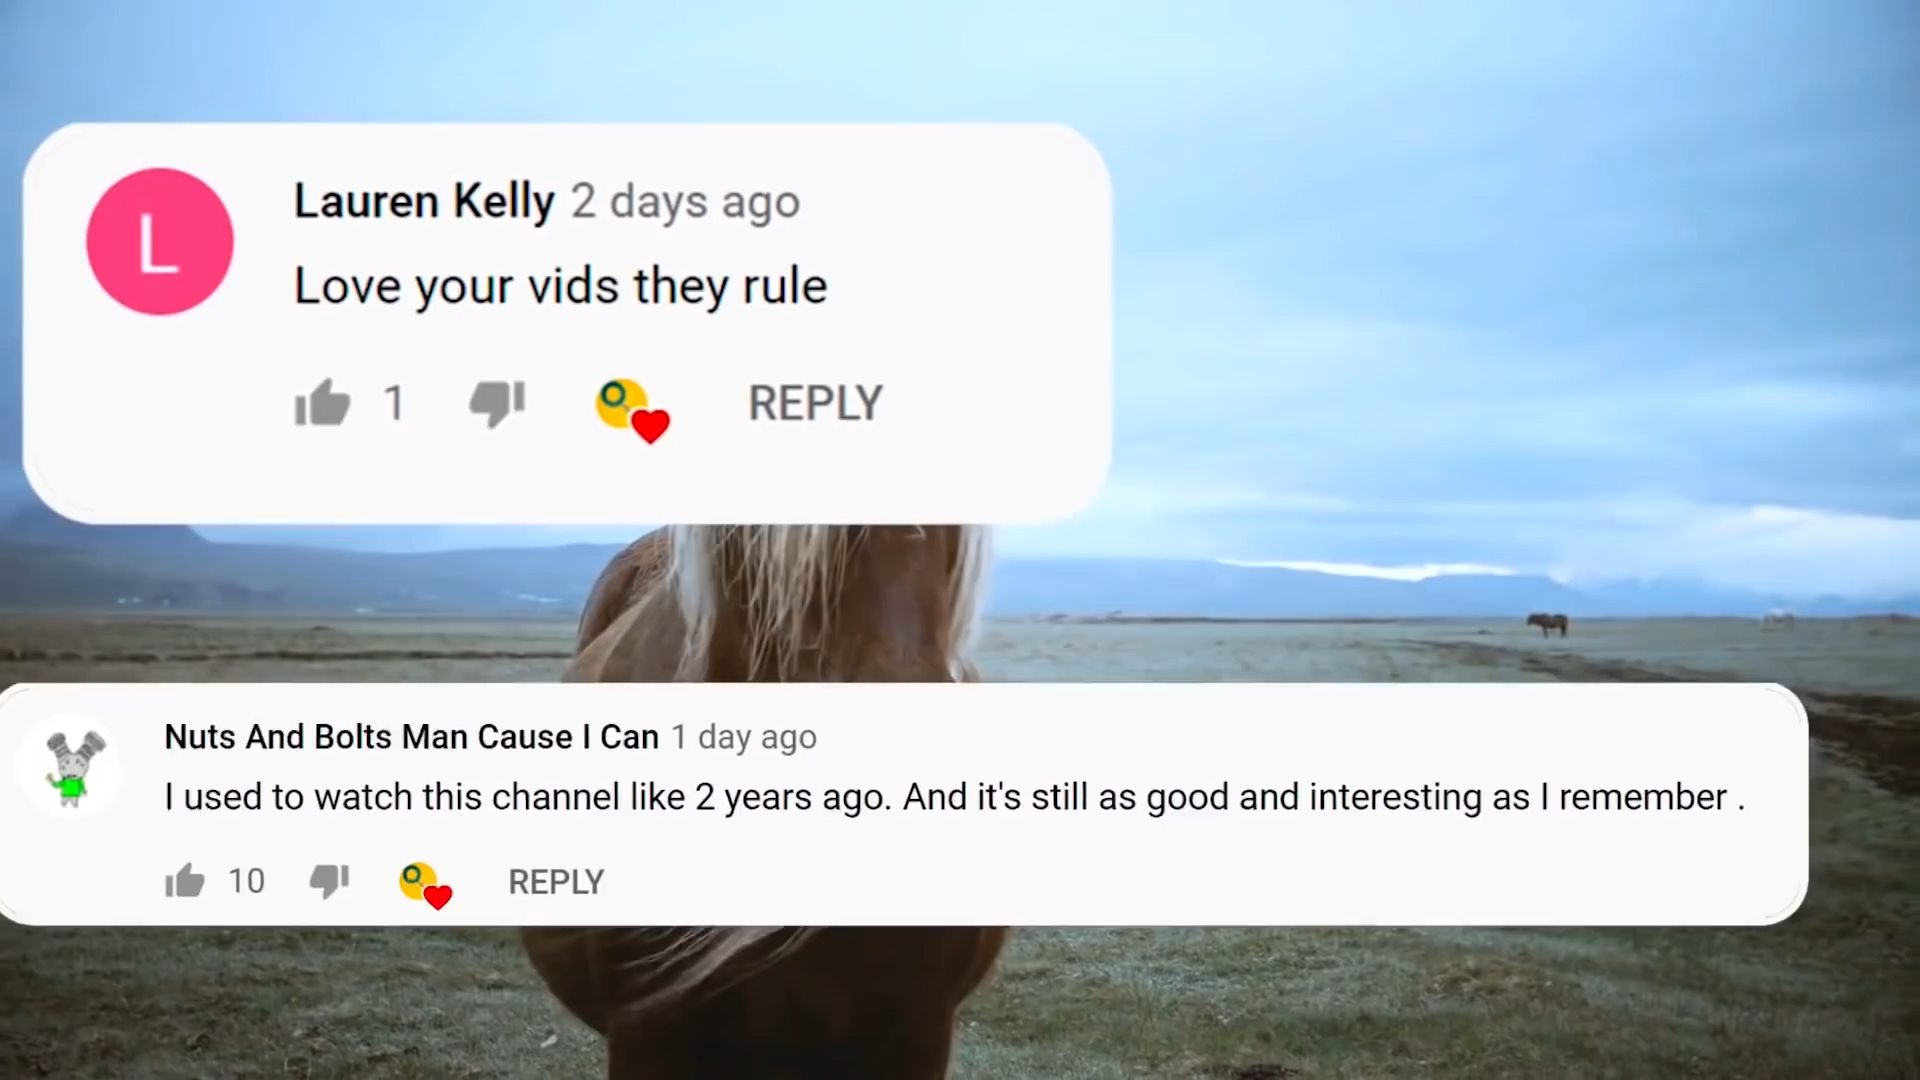 L
Lauren Kelly 2 days ago
Love your vids they rule
1 REPLY
Nuts And Bolts Man Cause I Can 1 day ago
I used to watch this channel like 2 years ago. And it's still as good and interesting as I remember .
10 REPLY